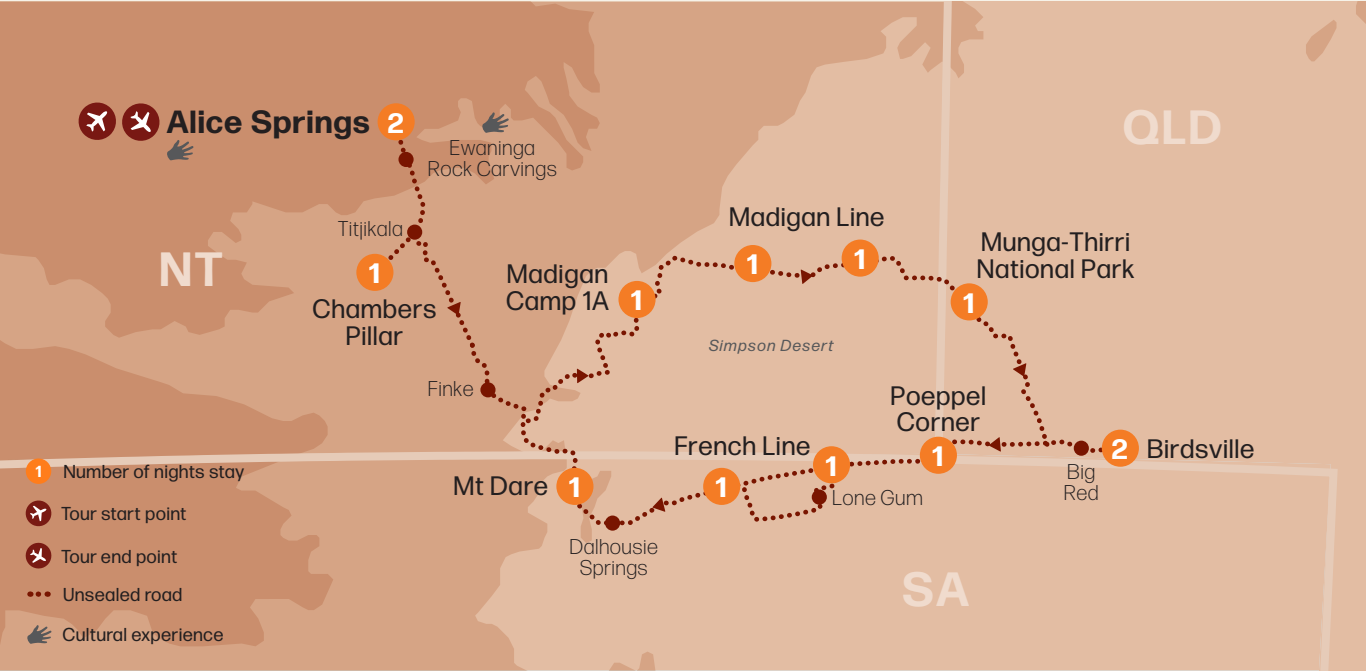 QLD
Alice Springs 2
Ewaninga
Rock Carvings
Titjikala
NT
1
Chambers
Pillar
Madigan
Camp 1A
1
Madigan Line
1
1
Munga-Thirri
National Park
1
Simpson Desert
Finke
Poeppel
Corner
1
French Line
1
1
2 Birdsville
Big
Red
Lone Gum
Mt Dare 1
Dalhousie
Springs
SA
1 Number of nights stay
Tour start point
Tour end point
Unsealed road
Cultural experience